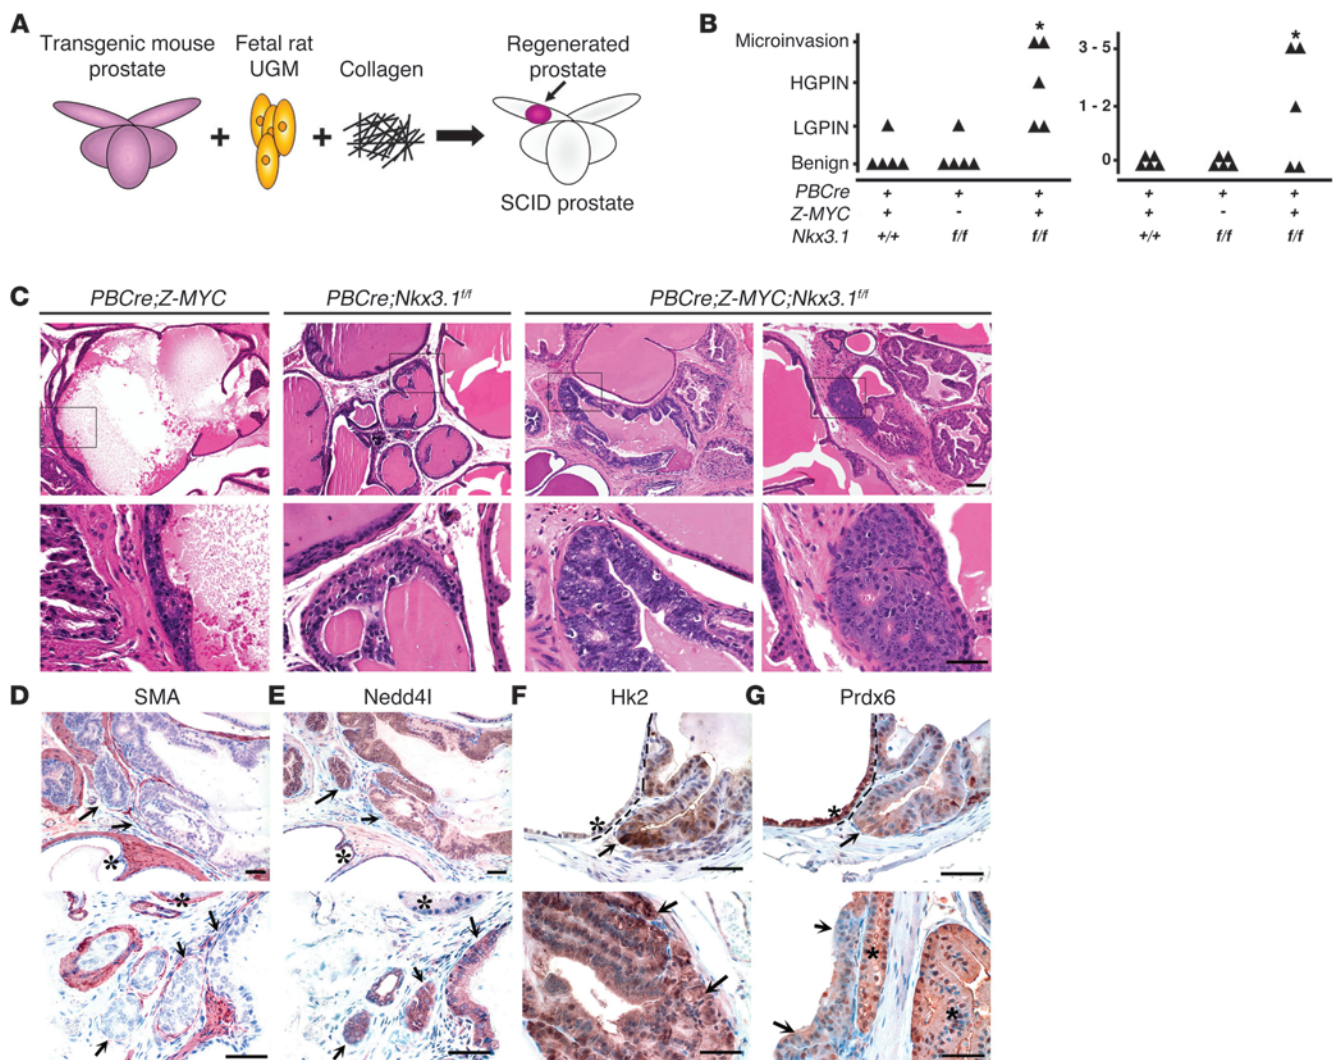 A
Transgenic mouse
prostate
Fetal rat
UGM
Collagen
Regenerated
prostate
SCID prostate
+
+
B
Microinvasion
HGPIN
LGPIN
Benign
*
PBCre + + +
Z-MYC + - +
Nkx3.1 +/+ f/f f/f
3 - 5
1 - 2
0
*
+ + +
+ - +
+/+ f/f f/f
C
PBCre;Z-MYC
PBCre;Nkx3.1f/f
PBCre;Z-MYC;Nkx3.1f/f
D SMA
*
*
E Nedd4l
*
*
F Hk2
*
G Prdx6
*
*
*